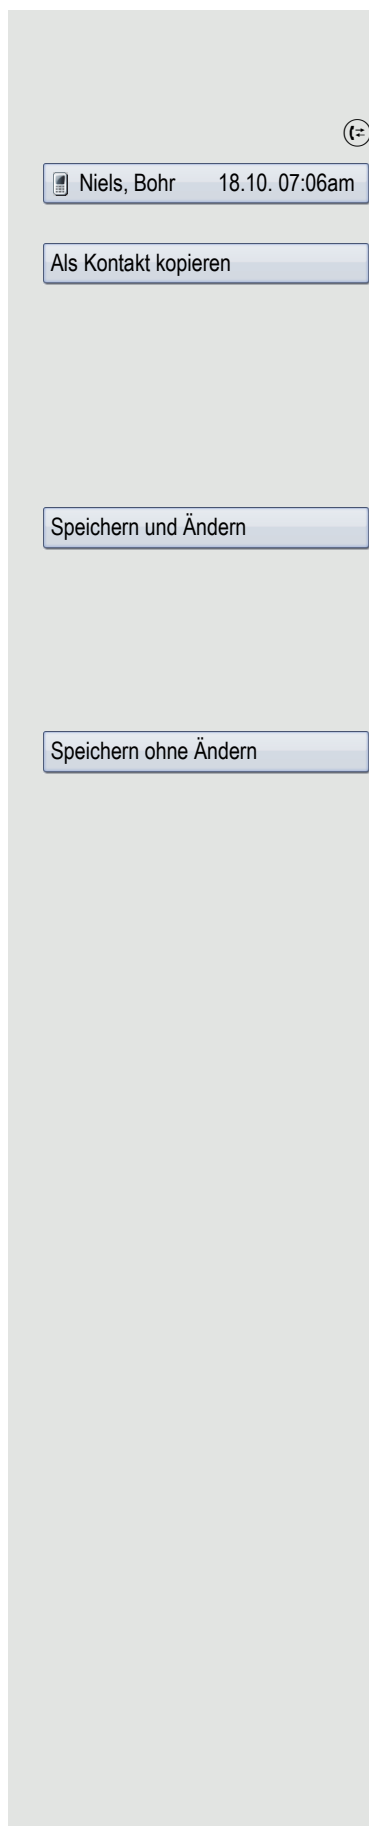 Niels, Bohr 18.10. 07:06am
Als Kontakt kopieren
Speichern und Ändern
Speichern ohne Ändern